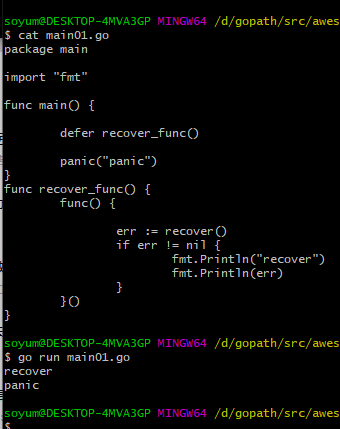 soyum@DESKTOP-4MVA3GP MINGW64 /d/gopath/src/awes
$ cat main01.go
package main

import "fmt"

func main() {

        defer recover_func()

        panic("panic")
}
func recover_func() {
        func() {

                err := recover()
                if err != nil {
                        fmt.Println("recover")
                        fmt.Println(err)
                }
        }()
}

soyum@DESKTOP-4MVA3GP MINGW64 /d/gopath/src/awes
$ go run main01.go
recover
panic

soyum@DESKTOP-4MVA3GP MINGW64 /d/gopath/src/awes
$